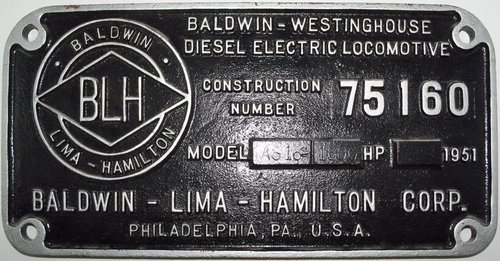 BALDWIN
BLH
LIMA - HAMILTON
BALDWIN - WESTINGHOUSE
DIESEL ELECTRIC LOCOMOTIVE
CONSTRUCTION
NUMBER
75160
MODEL HP 1951
BALDWIN - LIMA - HAMILTON CORP.
PHILADELPHIA, PA., U.S.A.